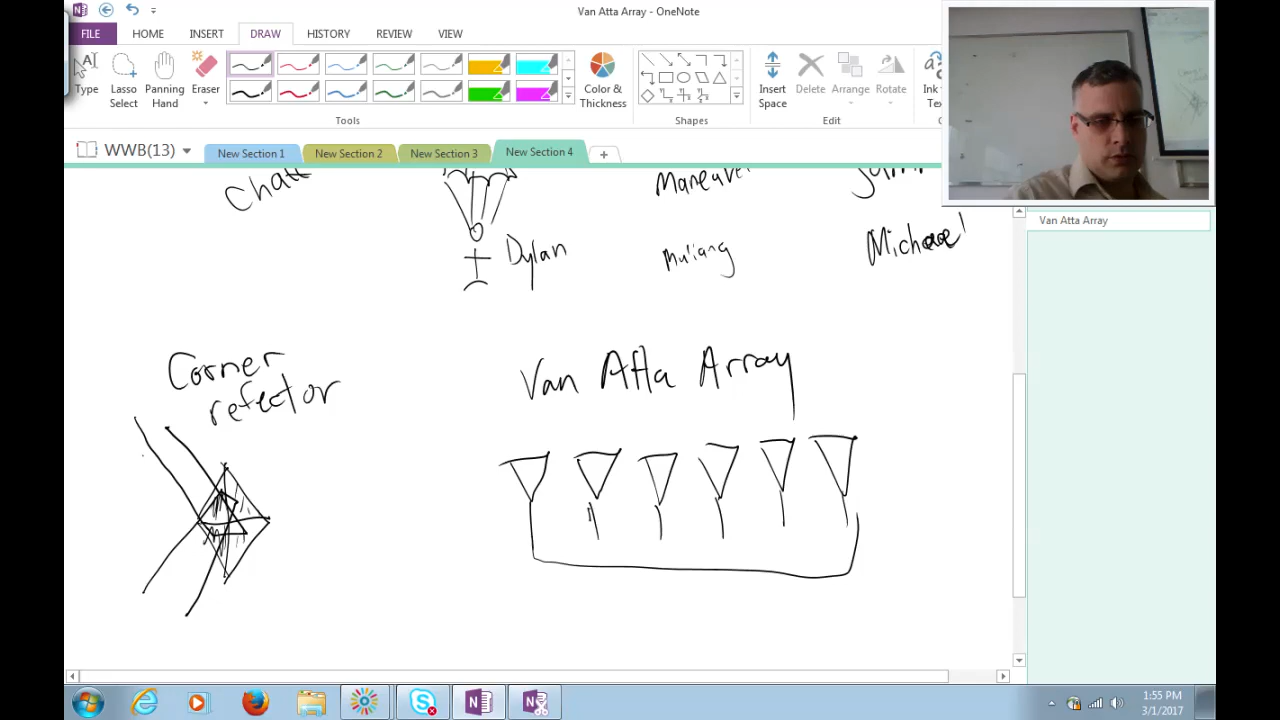 Van Atta Array - OneNote
FILE HOME INSERT DRAW HISTORY REVIEW VIEW
Type
Lasso Select
Panning Hand
Eraser
Color & Thickness
Insert Space
Delete
Arrange
Rotate
Ink to
Tools
Shapes
Edit
WWB(13)
New Section 1
New Section 2
New Section 3
New Section 4
Van Atta Array
Dylan
Muliang
Michael
Corner
refector
Van Atta Array
1:55 PM
3/1/2017